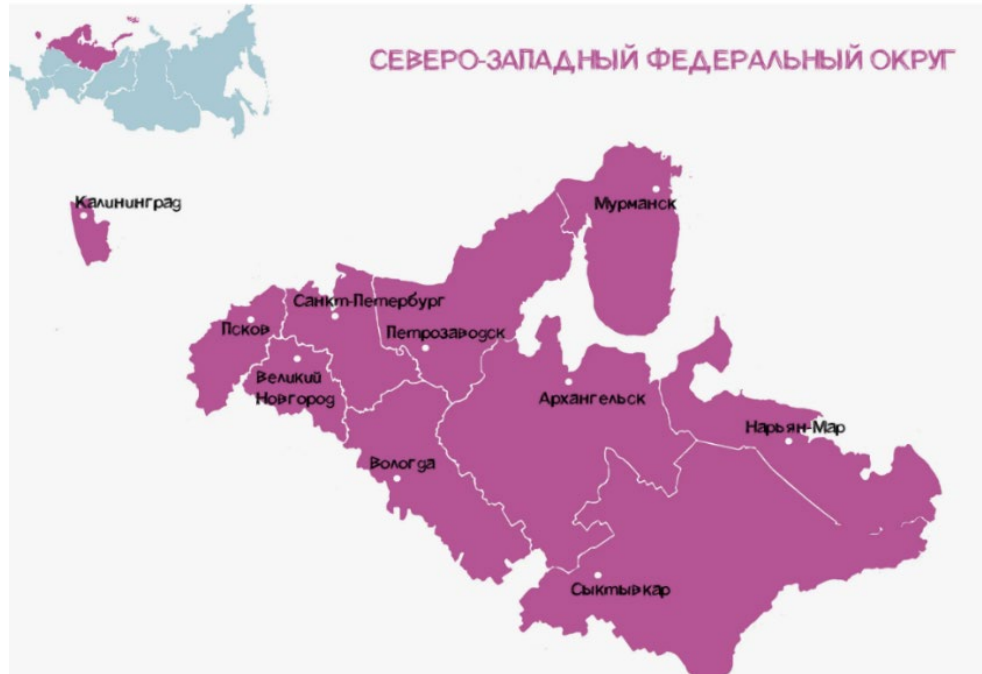 СЕВЕРО-ЗАПАДНЫЙ ФЕДЕРАЛЬНЫЙ ОКРУГ
Калининград
Мурманск
Санкт-Петербург
Псков
Петрозаводск
Великий
Новгород
Архангельск
Нарьян-Мар
Вологда
Сыктывкар